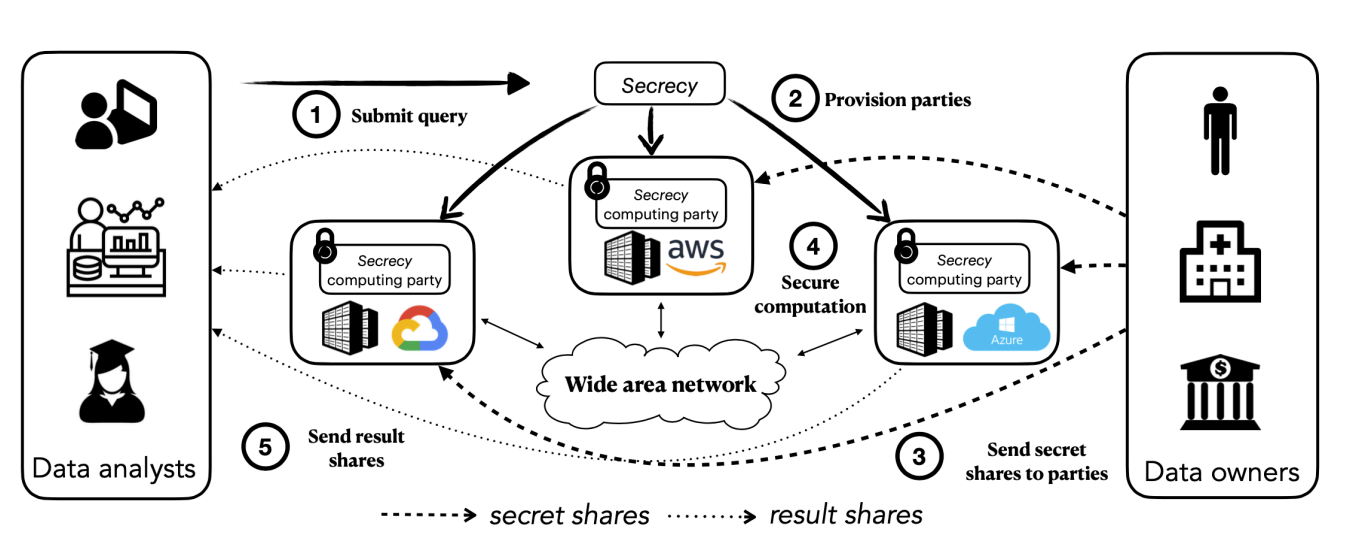 Secrecy
1
Submit query
2
Provision parties
Secrecy
computing party
aws
4
Secure
computation
Secrecy
computing party
Secrecy
computing party
Azure
Wide area network
$
5
Send result
shares
3
Send secret
shares to parties
Data analysts
Data owners
secret shares
result shares